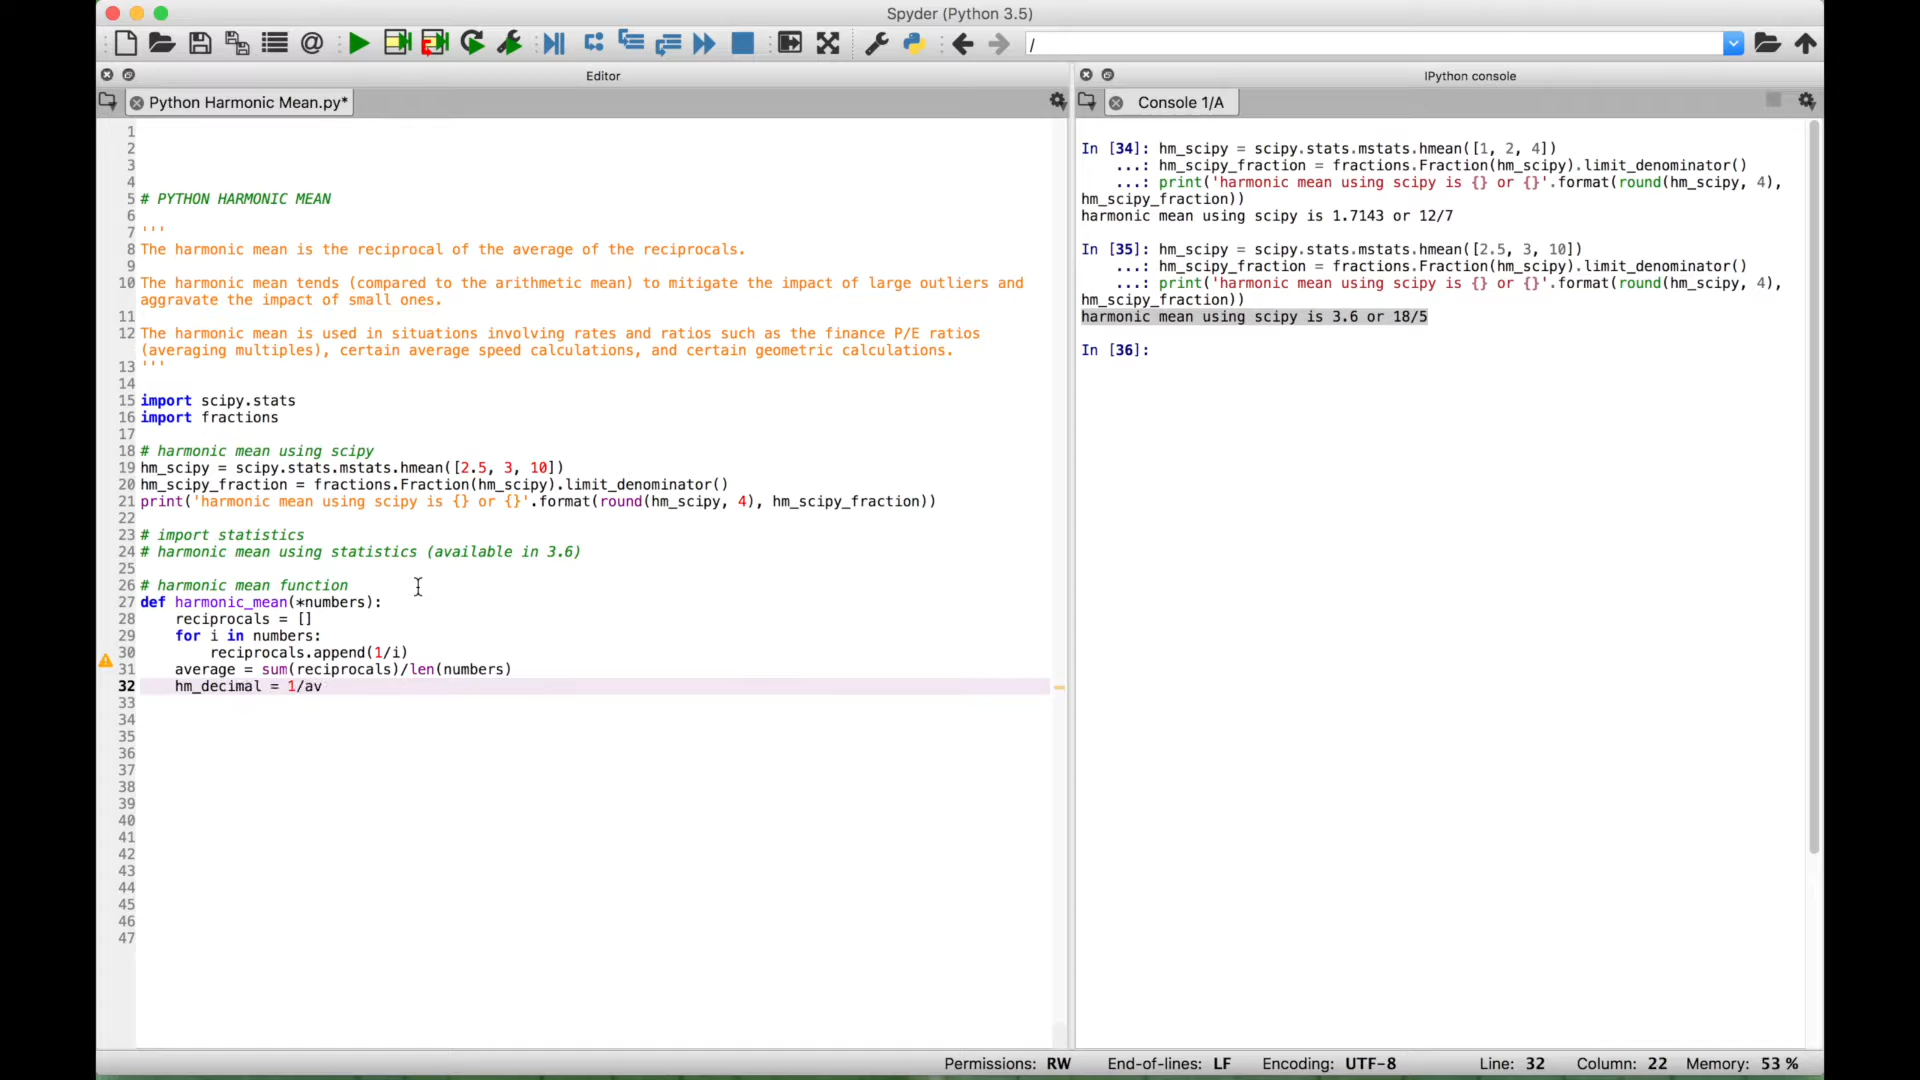 Spyder (Python 3.5)
/
Editor
IPython console
Python Harmonic Mean.py*
Console 1/A
1
2
3
4
5 # PYTHON HARMONIC MEAN
6
7 '''
8 The harmonic mean is the reciprocal of the average of the reciprocals.
9
10 The harmonic mean tends (compared to the arithmetic mean) to mitigate the impact of large outliers and
aggravate the impact of small ones.
11
12 The harmonic mean is used in situations involving rates and ratios such as the finance P/E ratios
(averaging multiples), certain average speed calculations, and certain geometric calculations.
13 '''
14
15 import scipy.stats
16 import fractions
17
18 # harmonic mean using scipy
19 hm_scipy = scipy.stats.mstats.hmean([2.5, 3, 10])
20 hm_scipy_fraction = fractions.Fraction(hm_scipy).limit_denominator()
21 print('harmonic mean using scipy is {} or {}'.format(round(hm_scipy, 4), hm_scipy_fraction))
22
23 # import statistics
24 # harmonic mean using statistics (available in 3.6)
25
26 # harmonic mean function
27 def harmonic_mean(*numbers):
28     reciprocals = []
29     for i in numbers:
30         reciprocals.append(1/i)
31     average = sum(reciprocals)/len(numbers)
32     hm_decimal = 1/av
33
34
35
36
37
38
39
40
41
42
43
44
45
46
47
In [34]: hm_scipy = scipy.stats.mstats.hmean([1, 2, 4])
...: hm_scipy_fraction = fractions.Fraction(hm_scipy).limit_denominator()
...: print('harmonic mean using scipy is {} or {}'.format(round(hm_scipy, 4),
hm_scipy_fraction))
harmonic mean using scipy is 1.7143 or 12/7
In [35]: hm_scipy = scipy.stats.mstats.hmean([2.5, 3, 10])
...: hm_scipy_fraction = fractions.Fraction(hm_scipy).limit_denominator()
...: print('harmonic mean using scipy is {} or {}'.format(round(hm_scipy, 4),
hm_scipy_fraction))
harmonic mean using scipy is 3.6 or 18/5
In [36]:
Permissions: RW End-of-lines: LF Encoding: UTF-8 Line: 32 Column: 22 Memory: 53 %